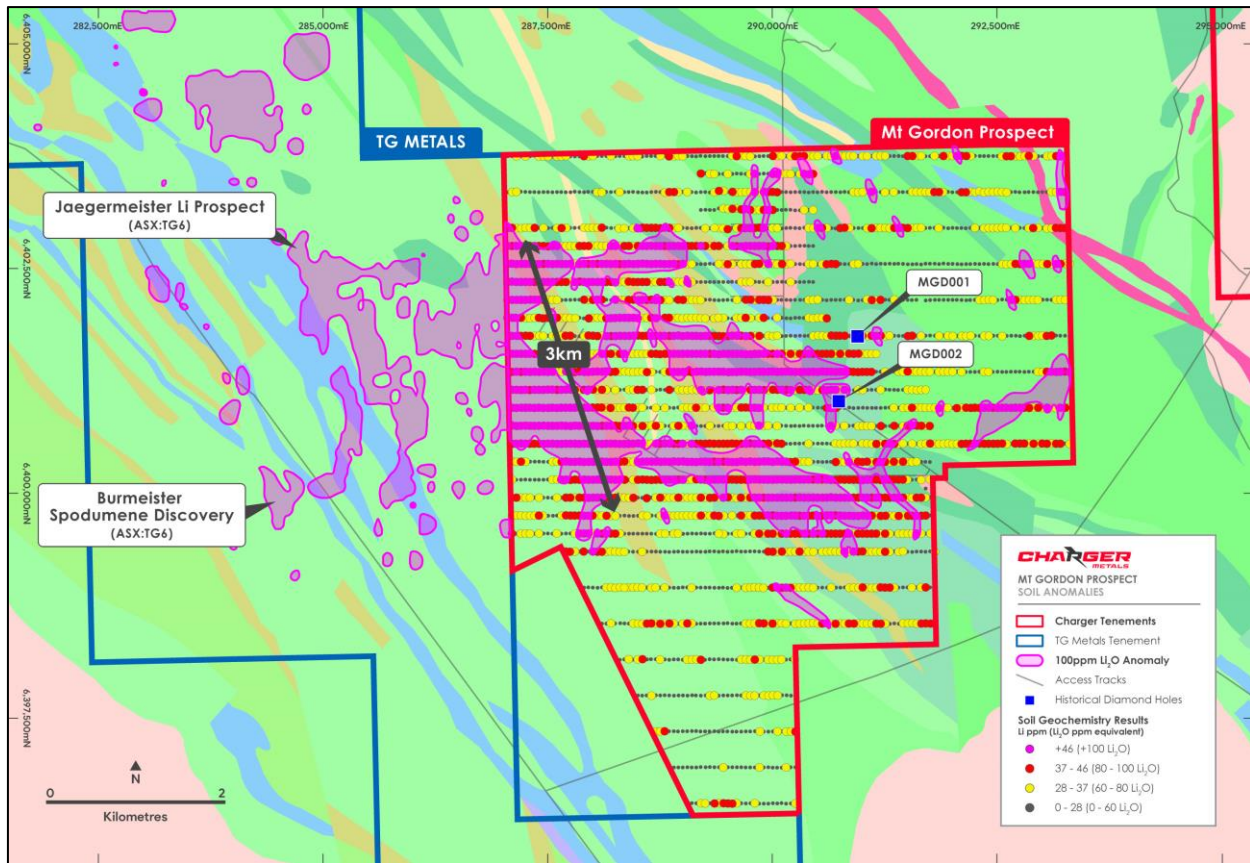 282,500mE
285,000mE
287,500mE
290,000mE
292,500mE
295,000mE
6,405,000mN
6,402,500mN
6,400,000mN
6,397,500mN
TG METALS
Mt Gordon Prospect
Jaegermeister Li Prospect
(ASX:TG6)
MGD001
MGD002
3km
Burmeister
Spodumene Discovery
(ASX:TG6)
N
0 2
Kilometres
CHARGER
METALS
MT GORDON PROSPECT
SOIL ANOMALIES
Charger Tenements
TG Metals Tenement
100ppm Li₂O Anomaly
Access Tracks
Historical Diamond Holes
Soil Geochemistry Results
Li ppm (Li₂O ppm equivalent)
+46 (+100 Li₂O)
37 - 46 (80 - 100 Li₂O)
28 - 37 (60 - 80 Li₂O)
0 - 28 (0 - 60 Li₂O)